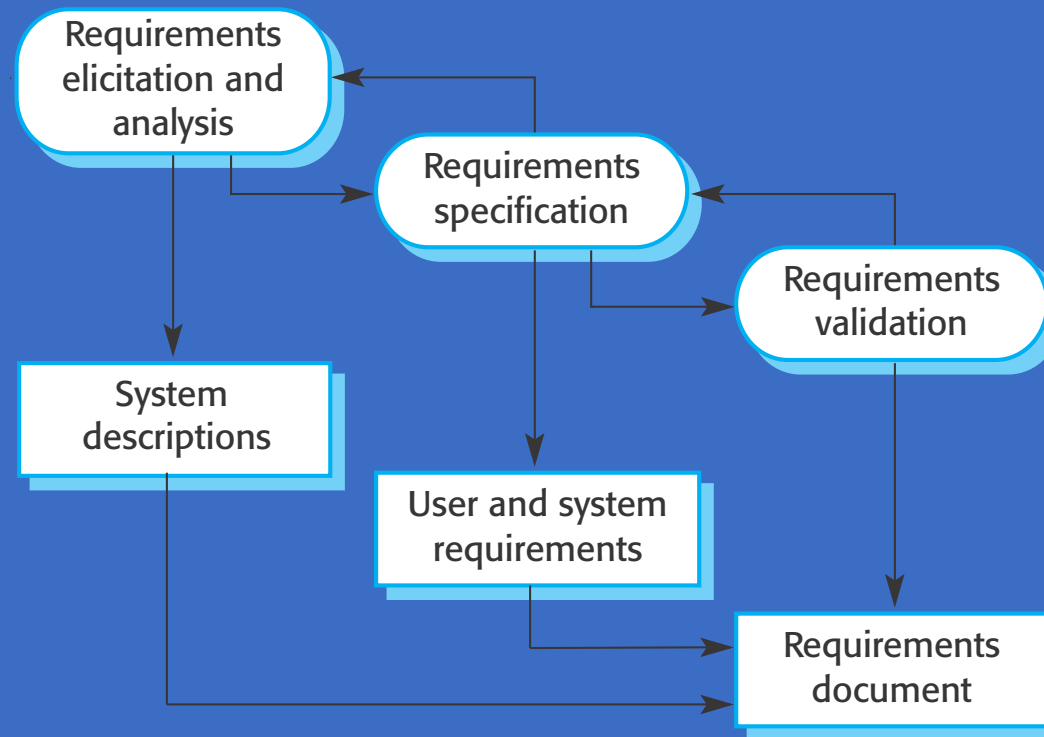 Requirements
elicitation and
analysis
Requirements
specification
Requirements
validation
System
descriptions
User and system
requirements
Requirements
document